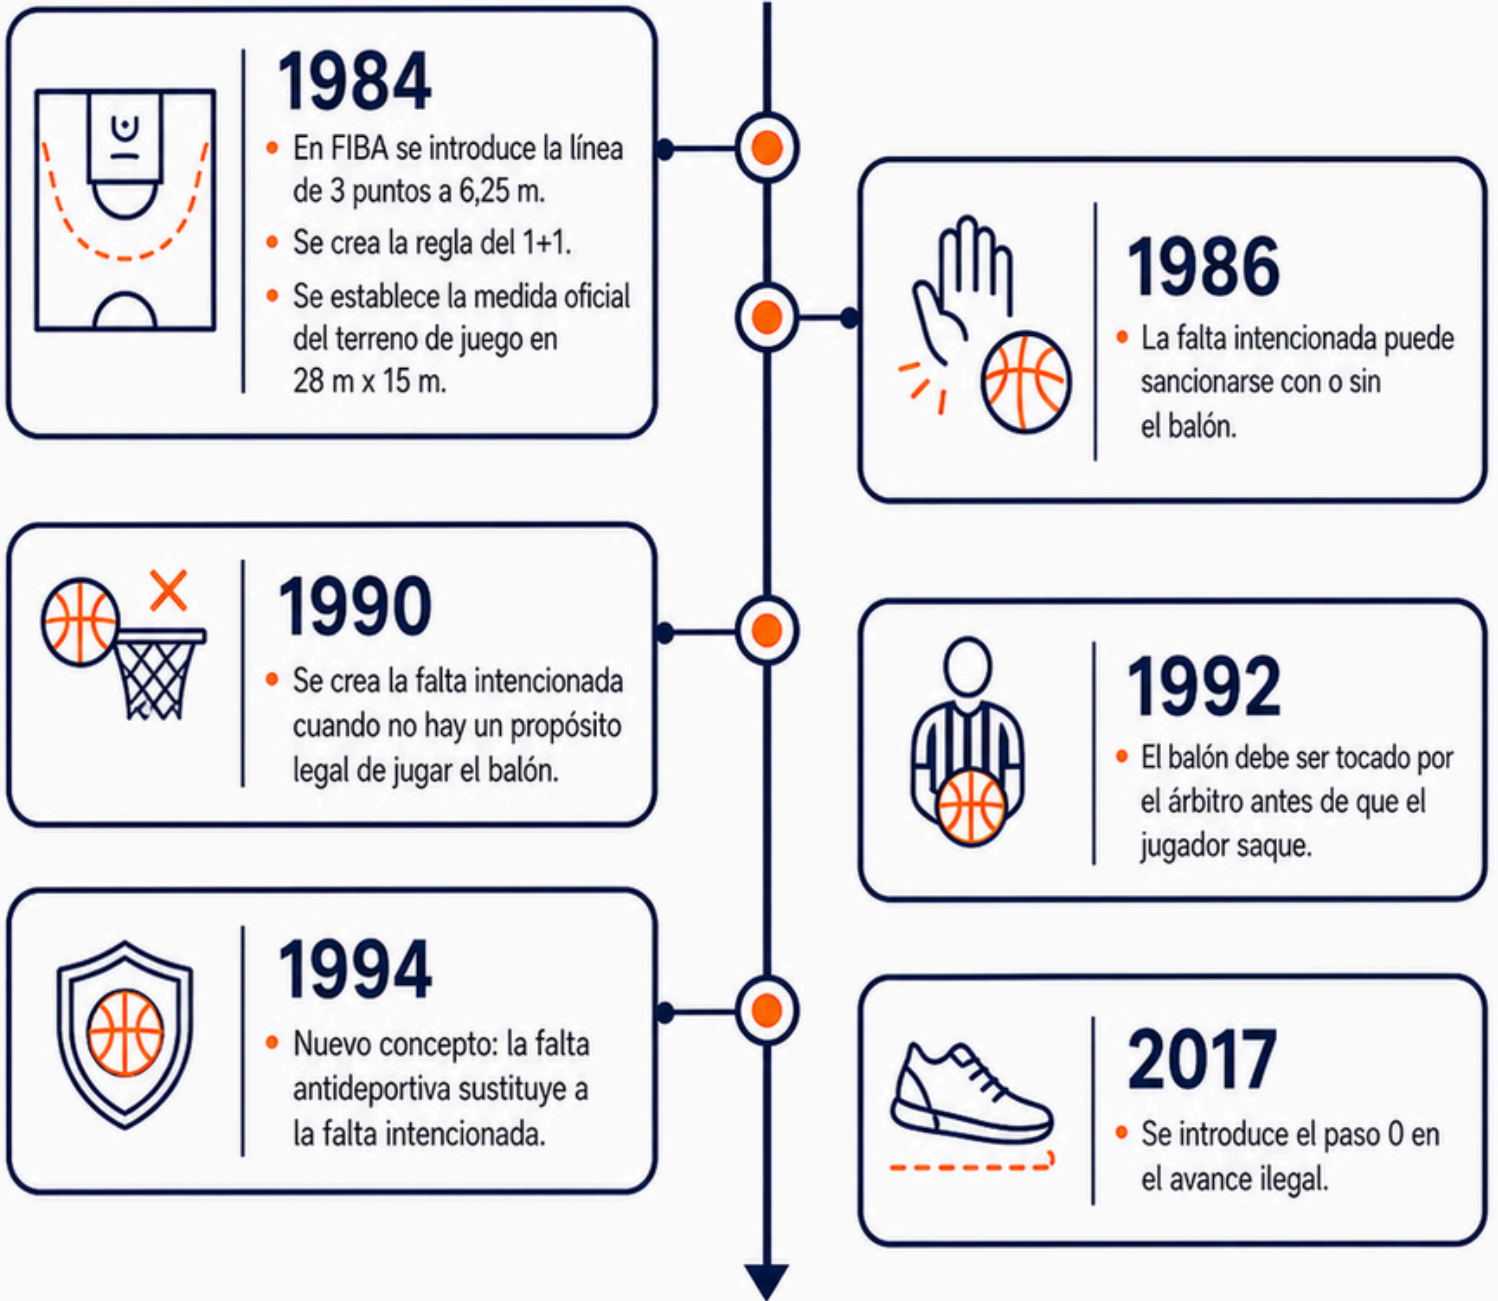 1984
• En FIBA se introduce la línea
de 3 puntos a 6,25 m.
• Se crea la regla del 1+1.
• Se establece la medida oficial
del terreno de juego en
28 m x 15 m.
1986
• La falta intencionada puede
sancionarse con o sin
el balón.
1990
• Se crea la falta intencionada
cuando no hay un propósito
legal de jugar el balón.
1992
• El balón debe ser tocado por
el árbitro antes de que el
jugador saque.
1994
• Nuevo concepto: la falta
antideportiva sustituye a
la falta intencionada.
2017
• Se introduce el paso 0 en
el avance ilegal.